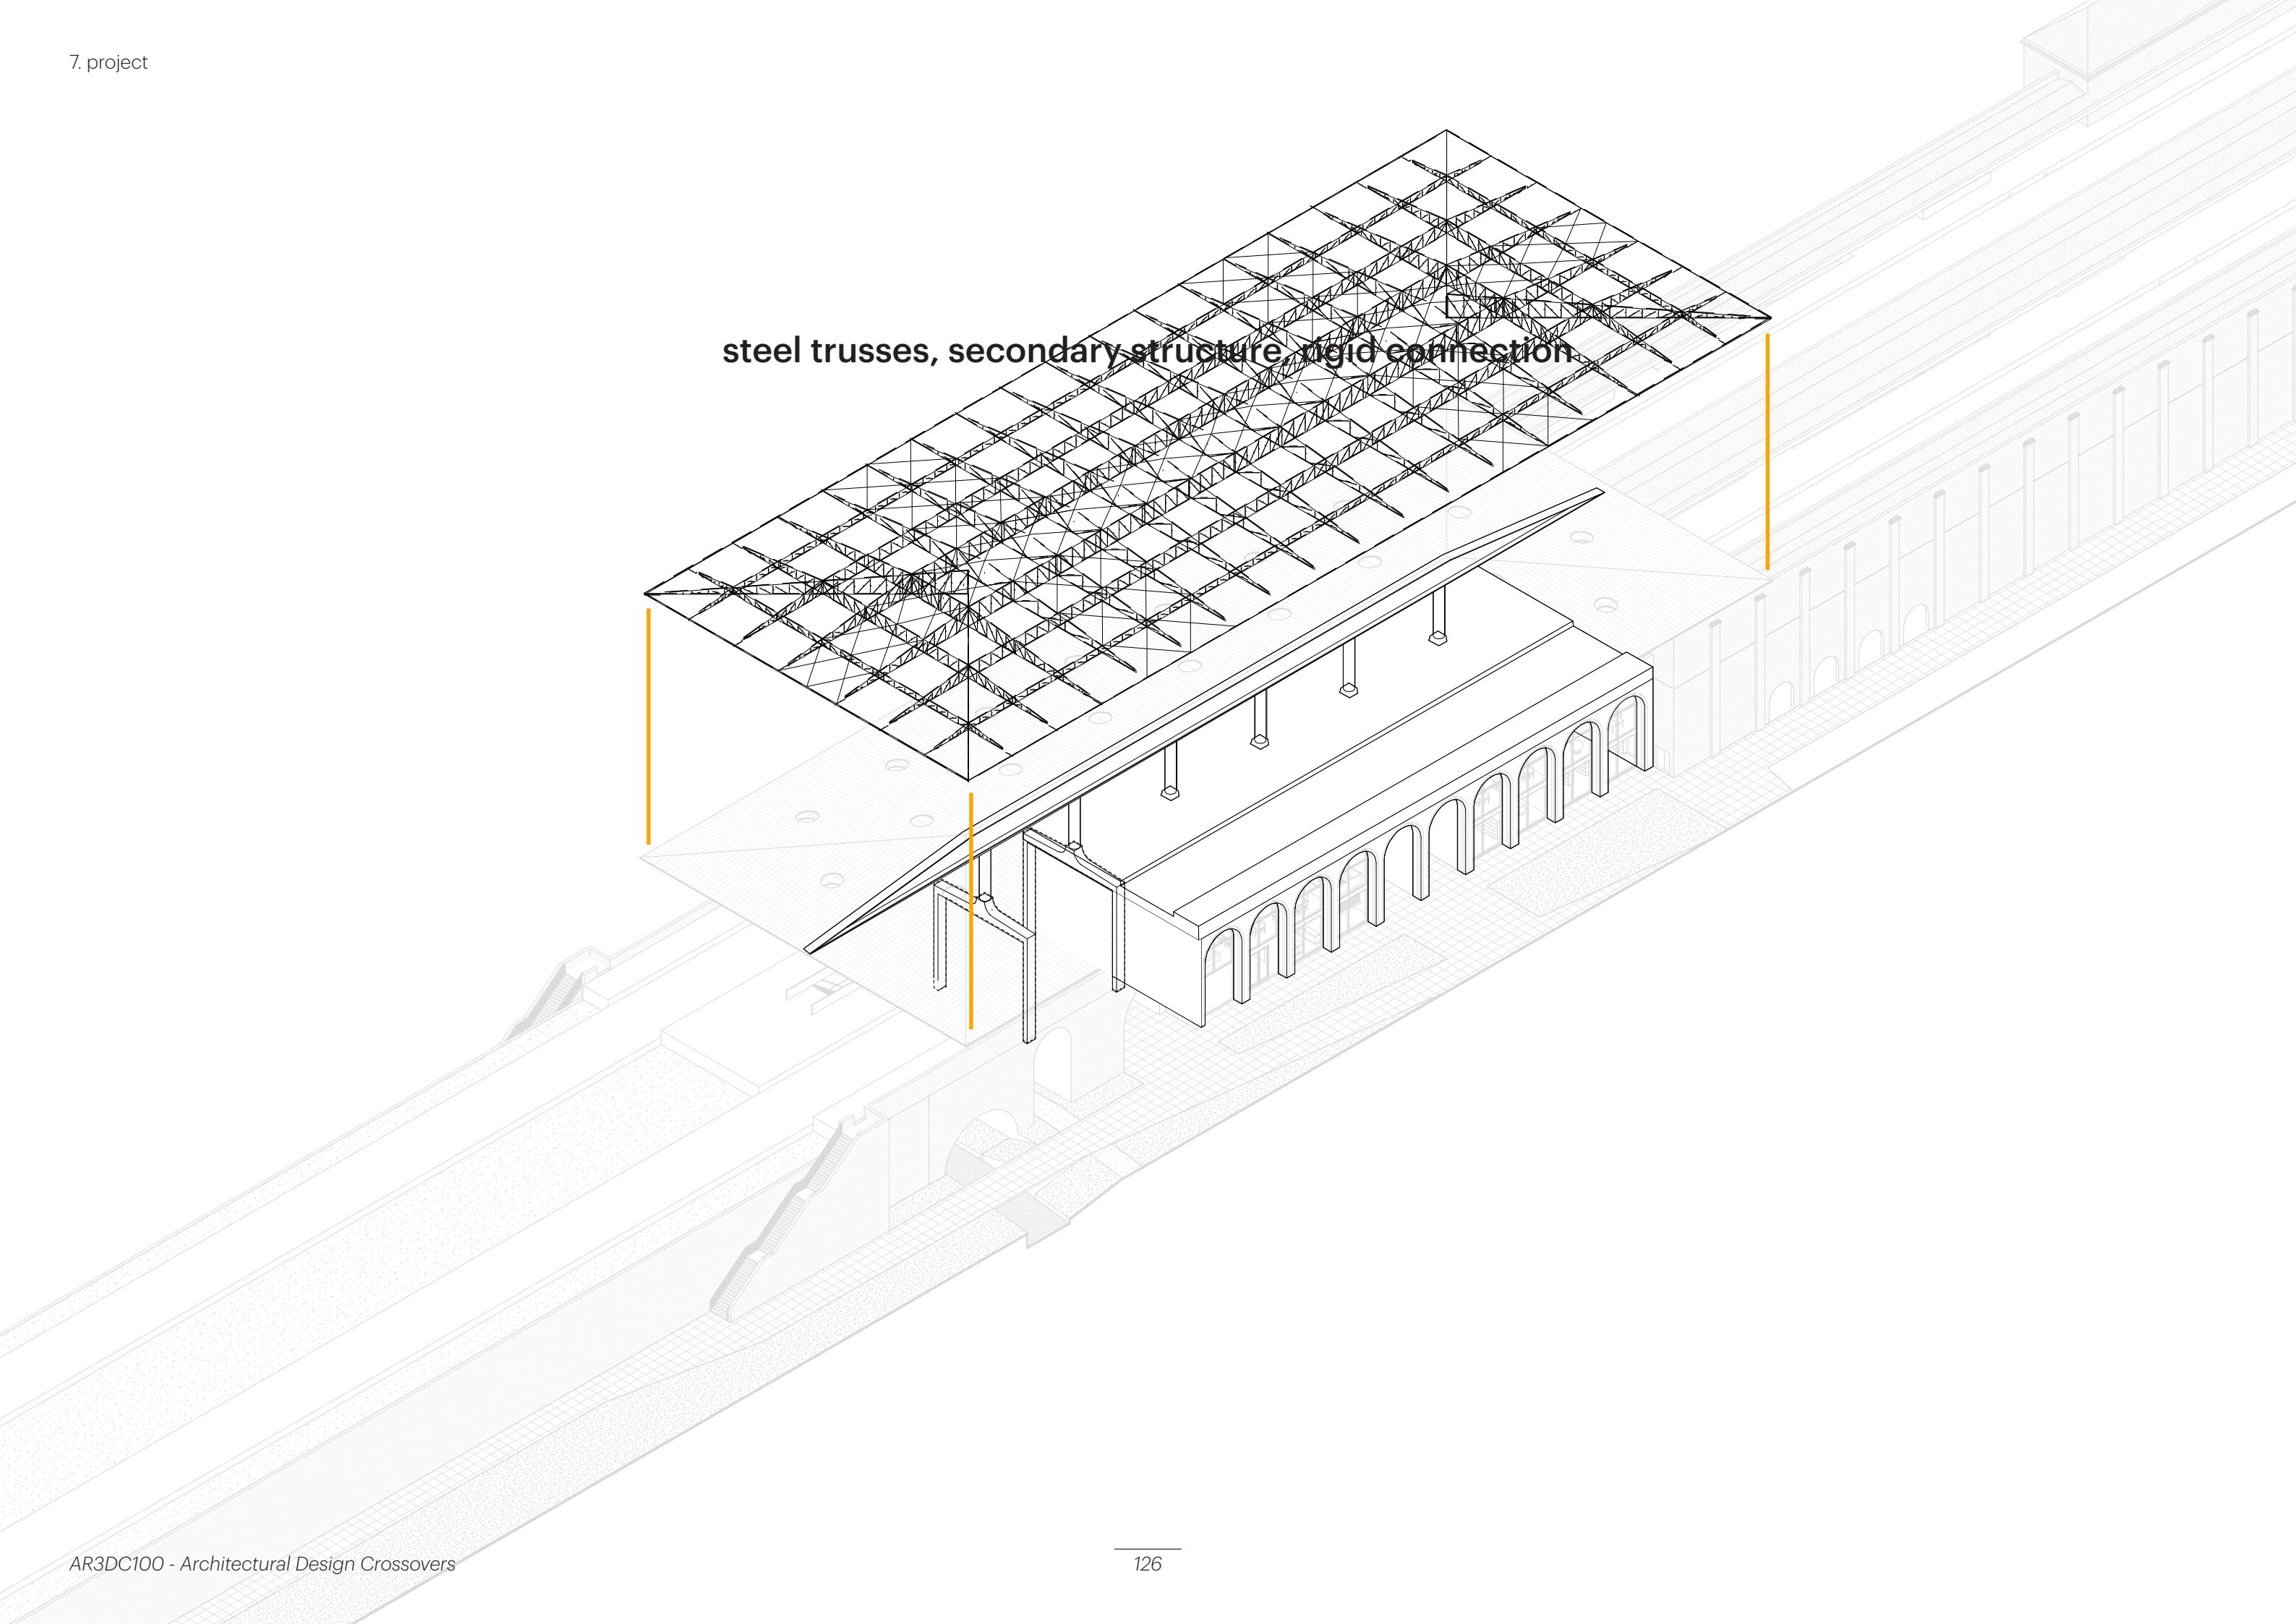 7. project
steel trusses, secondary structure, rigid connection
AR3DC100 - Architectural Design Crossovers
126